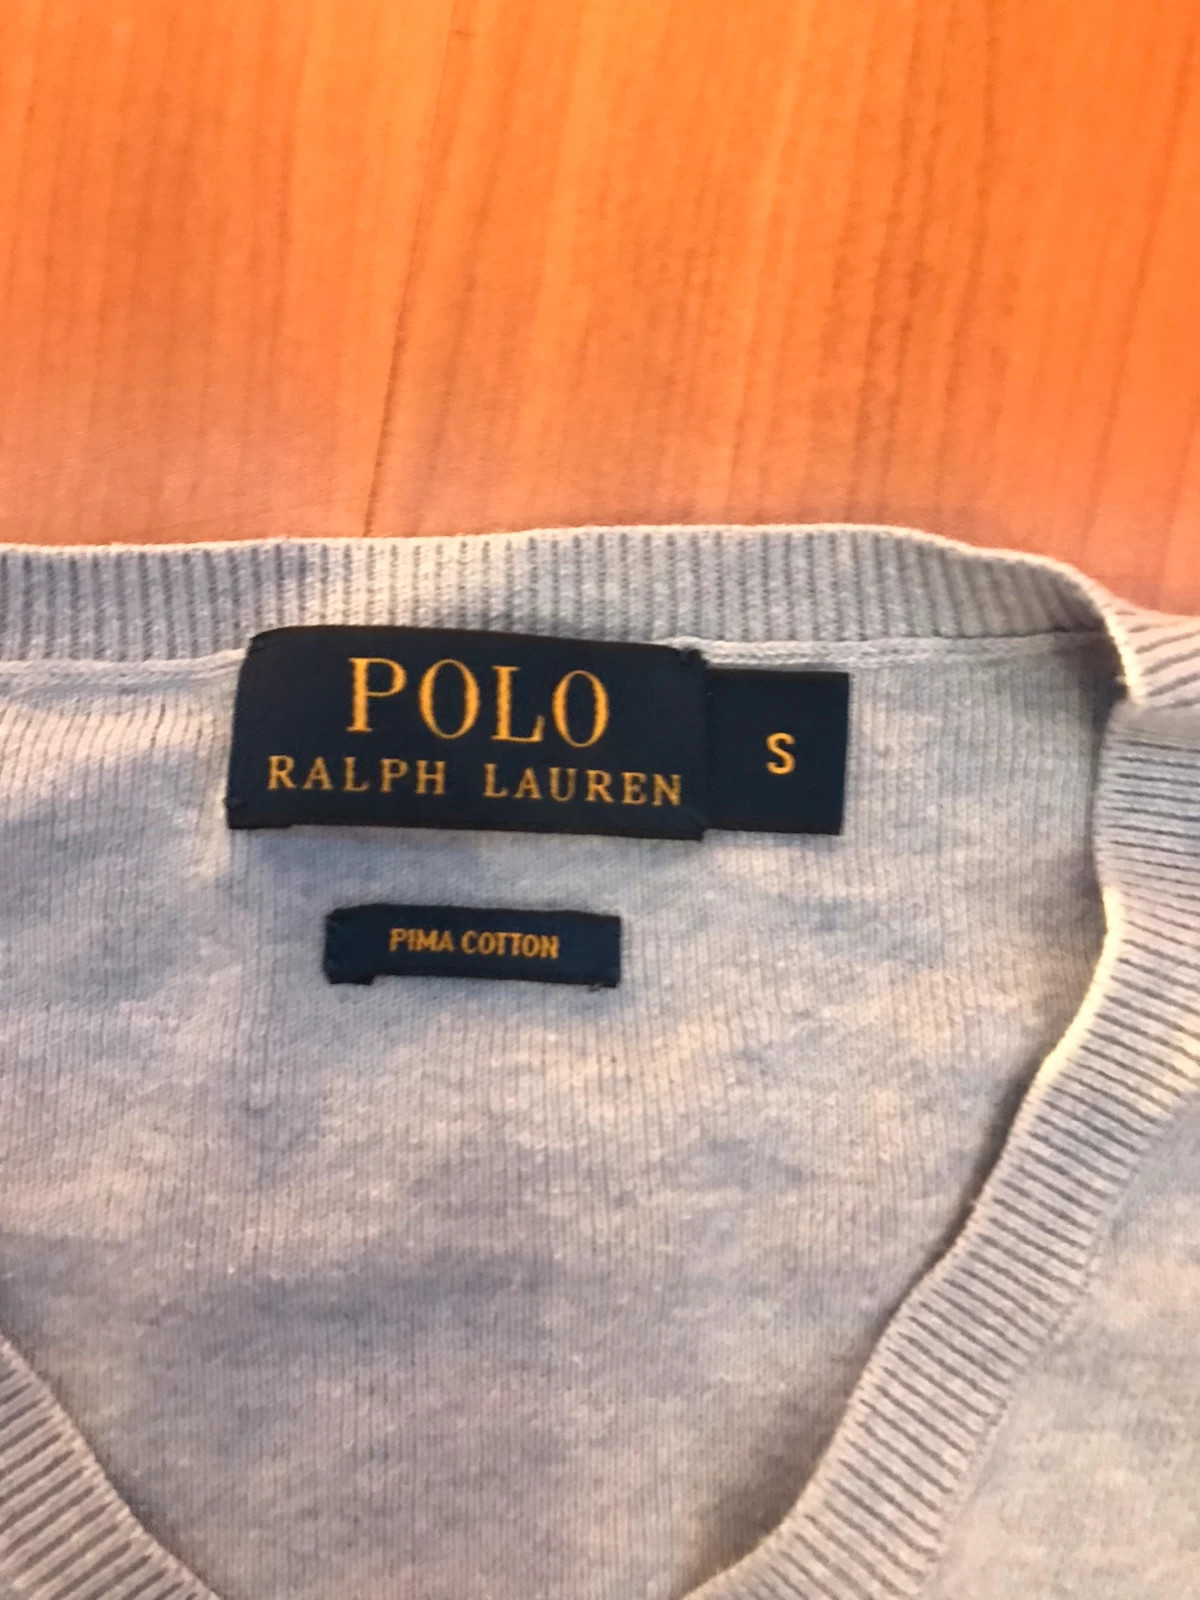 POLO
RALPH LAUREN
S
PIMA COTTON